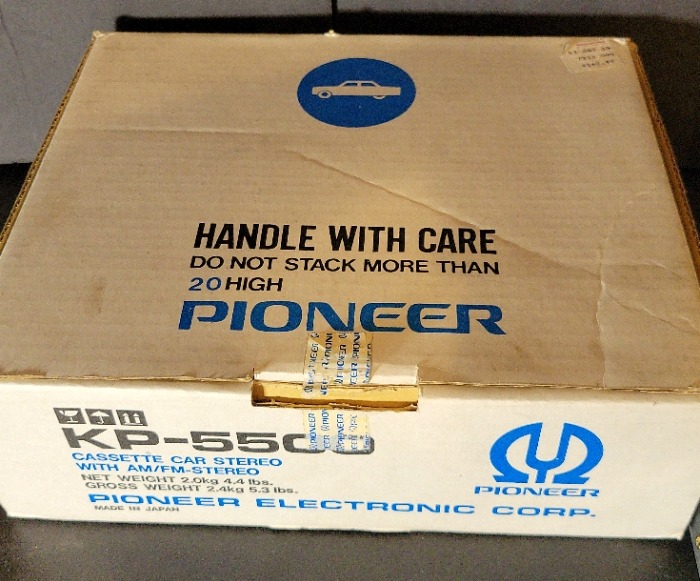 HANDLE WITH CARE
DO NOT STACK MORE THAN
20 HIGH
PIONEER
KP-5500
CASSETTE CAR STEREO
WITH AM/FM-STEREO
NET WEIGHT 2.0kg 4.4 lbs.
GROSS WEIGHT 2.4kg 5.3 lbs.
PIONEER ELECTRONIC CORP.
MADE IN JAPAN
PIONEER